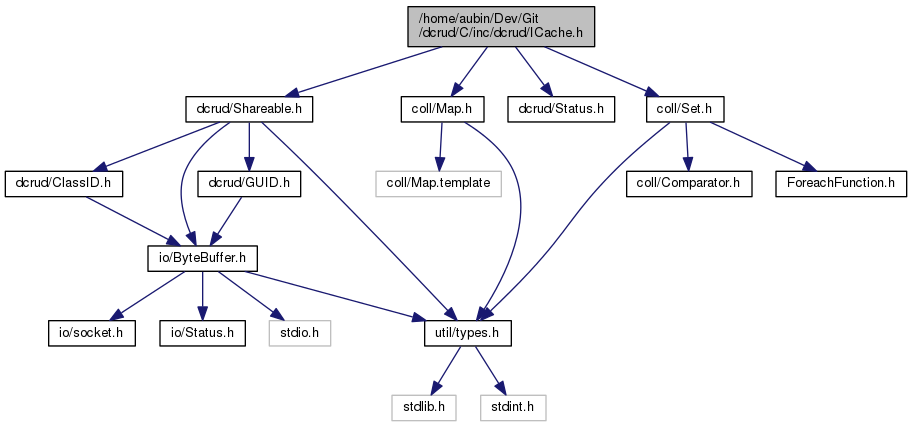 /home/aubin/Dev/Git
/dcrud/C/inc/dcrud/ICache.h
dcrud/Shareable.h
coll/Map.h
dcrud/Status.h
coll/Set.h
dcrud/ClassID.h
dcrud/GUID.h
coll/Map.template
coll/Comparator.h
ForeachFunction.h
io/ByteBuffer.h
io/socket.h
io/Status.h
stdio.h
util/types.h
stdlib.h
stdint.h